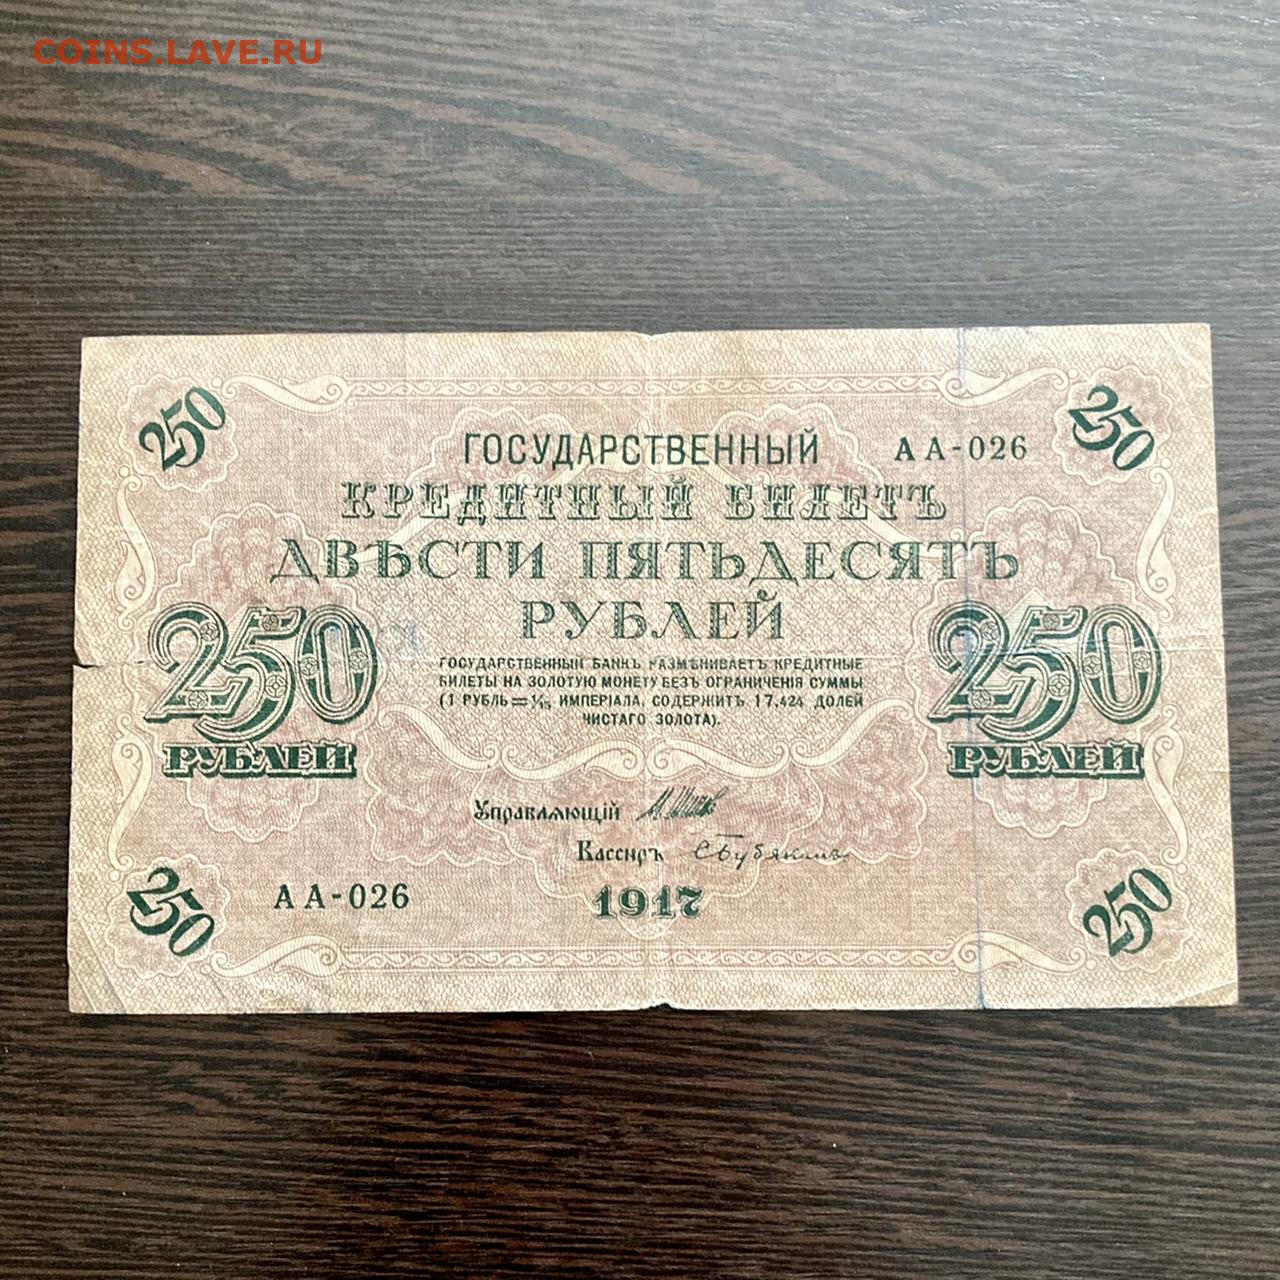 COINS.LAVE.RU
250 250
ГОСУДАРСТВЕННЫЙ АА-026
КРЕДИТНЫЙ БИЛЕТЪ
ДВѢСТИ ПЯТЬДЕСЯТЪ
РУБЛЕЙ
250 250
РУБЛЕЙ РУБЛЕЙ
ГОСУДАРСТВЕННЫЙ БАНКЪ РАЗМѢНИВАЕТЪ КРЕДИТНЫЕ
БИЛЕТЫ НА ЗОЛОТУЮ МОНЕТУ БЕЗЪ ОГРАНИЧЕНІЯ СУММЫ
(1 РУБЛЬ = 1/15 ИМПЕРІАЛА, СОДЕРЖИТЪ 17,424 ДОЛЕЙ
ЧИСТАГО ЗОЛОТА).
Управляющій
Кассиръ
АА-026 1917
250 250